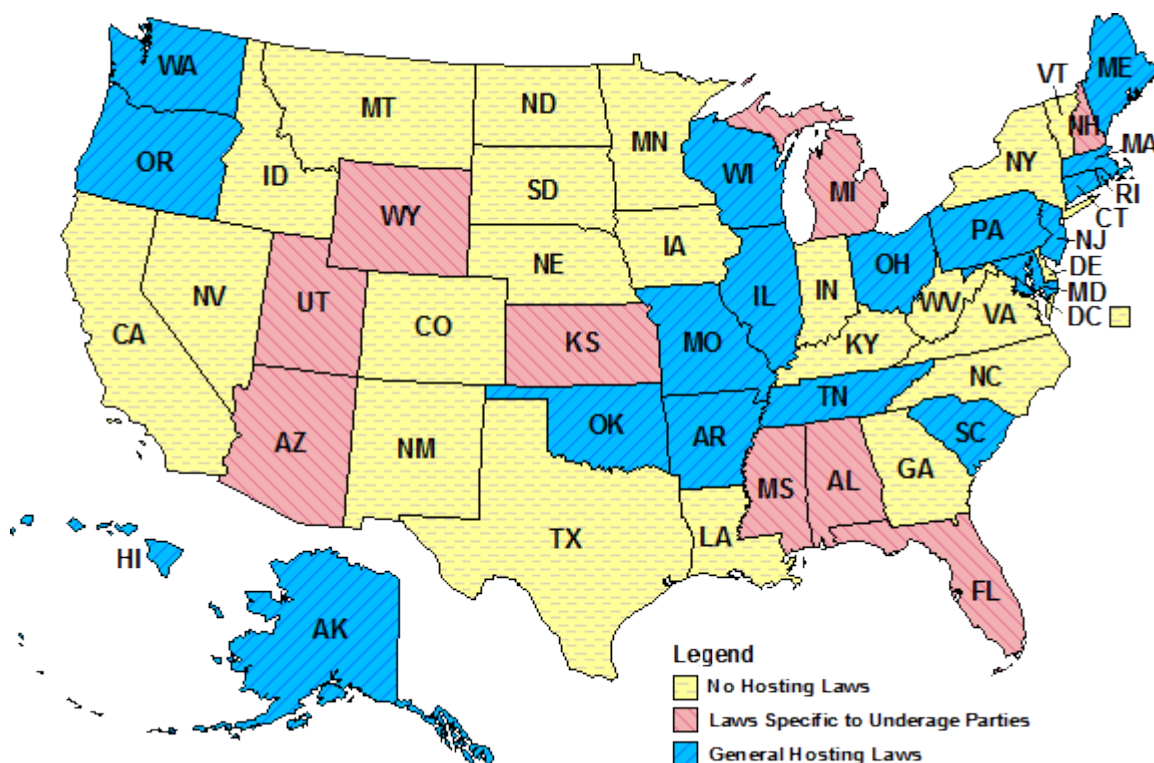 WA
MT
ND
MN
VT
ME
NH
OR
ID
SD
WI
NY
MA
WY
MI
RI
CT
IA
PA
NJ
NE
OH
DE
NV
UT
IL
IN
MD
CA
CO
WV
VA
DC
KS
MO
KY
NC
TN
AZ
NM
OK
AR
SC
MS
AL
GA
TX
LA
HI
FL
AK
Legend
No Hosting Laws
Laws Specific to Underage Parties
General Hosting Laws